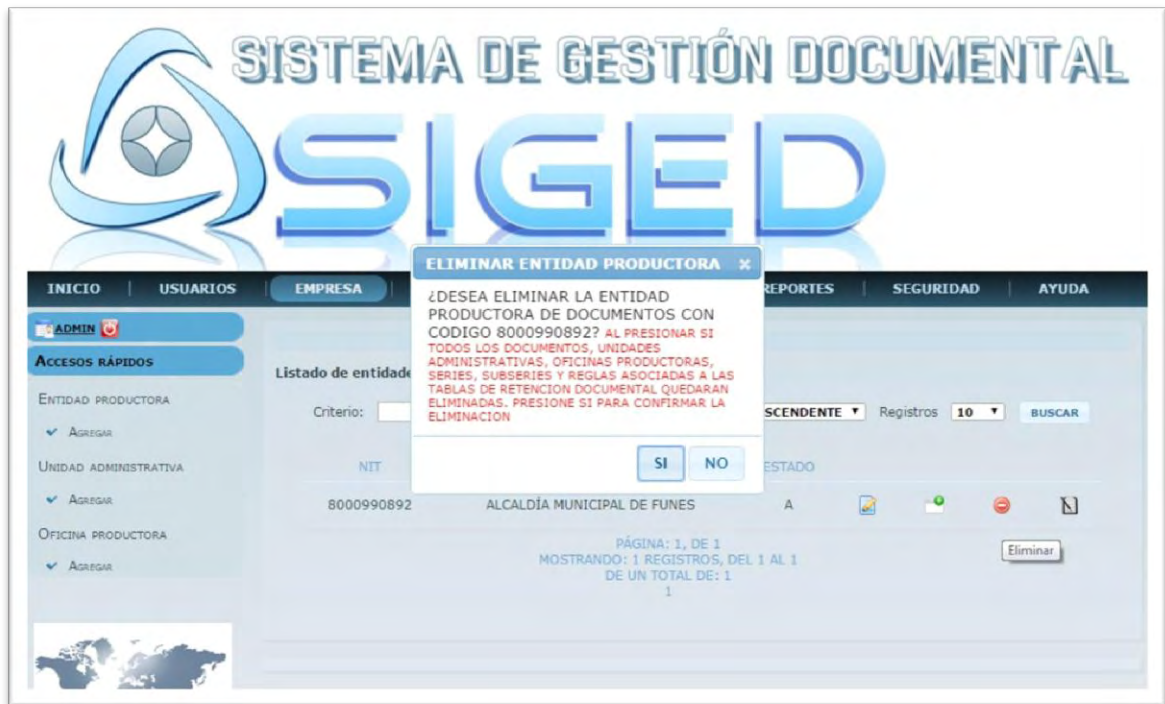 SISTEMA DE GESTIÓN DOCUMENTAL
SIGED
ELIMINAR ENTIDAD PRODUCTORA
INICIO | USUARIOS | EMPRESA | REPORTES | SEGURIDAD | AYUDA
¿DESEA ELIMINAR LA ENTIDAD
PRODUCTORA DE DOCUMENTOS CON
CODIGO 8000990892? AL PRESIONAR SI
TODOS LOS DOCUMENTOS, UNIDADES
ADMINISTRATIVAS, OFICINAS PRODUCTORAS,
SERIES, SUBSERIES Y REGLAS ASOCIADAS A LAS
TABLAS DE RETENCION DOCUMENTAL QUEDARAN
ELIMINADAS. PRESIONE SI PARA CONFIRMAR LA
ELIMINACION
SI NO
ADMIN
ACCESOS RÁPIDOS
ENTIDAD PRODUCTORA
AGREGAR
UNIDAD ADMINISTRATIVA
AGREGAR
OFICINA PRODUCTORA
AGREGAR
Listado de entidade
Criterio: SCENDENTE Registros 10 BUSCAR
NIT ESTADO
8000990892 ALCALDÍA MUNICIPAL DE FUNES A
Eliminar
PÁGINA: 1, DE 1
MOSTRANDO: 1 REGISTROS, DEL 1 AL 1
DE UN TOTAL DE: 1
1